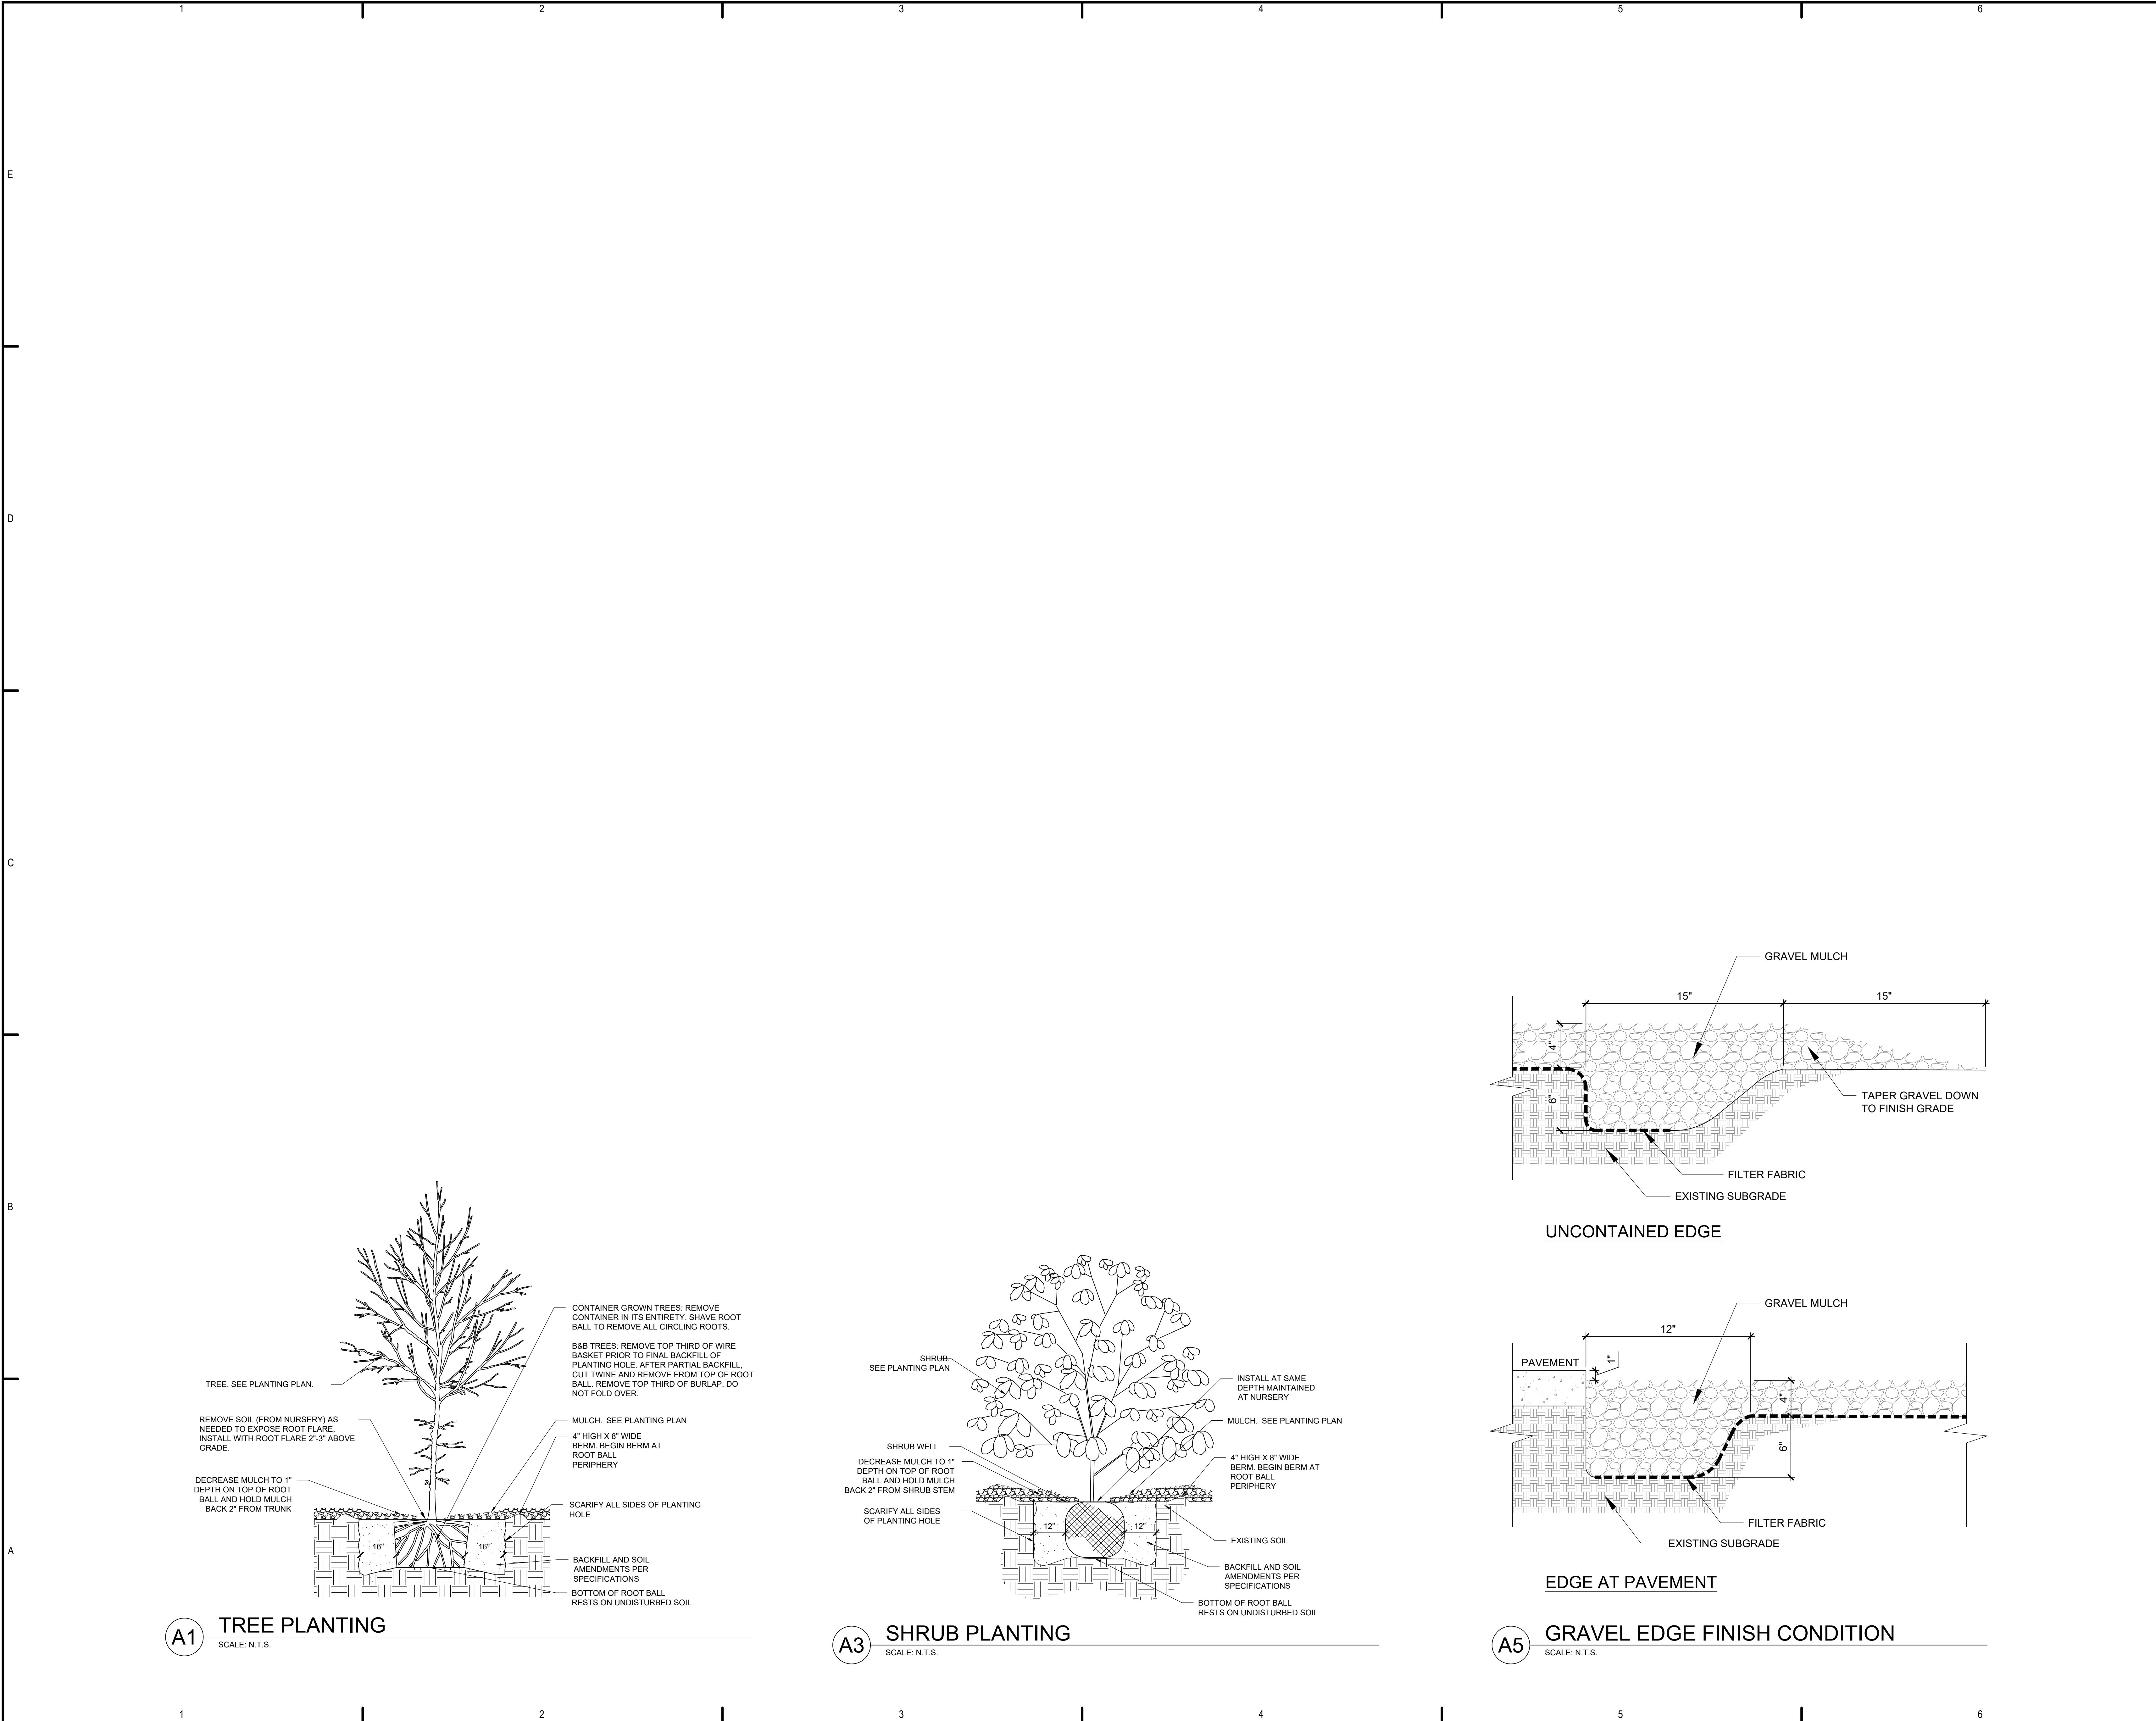 1 2 3 4 5 6
E
D
C
B
A
TREE. SEE PLANTING PLAN.
REMOVE SOIL (FROM NURSERY) AS
NEEDED TO EXPOSE ROOT FLARE.
INSTALL WITH ROOT FLARE 2"-3" ABOVE
GRADE.
DECREASE MULCH TO 1"
DEPTH ON TOP OF ROOT
BALL AND HOLD MULCH
BACK 2" FROM TRUNK
CONTAINER GROWN TREES: REMOVE
CONTAINER IN ITS ENTIRETY. SHAVE ROOT
BALL TO REMOVE ALL CIRCLING ROOTS.
B&B TREES: REMOVE TOP THIRD OF WIRE
BASKET PRIOR TO FINAL BACKFILL OF
PLANTING HOLE. AFTER PARTIAL BACKFILL,
CUT TWINE AND REMOVE FROM TOP OF ROOT
BALL. REMOVE TOP THIRD OF BURLAP. DO
NOT FOLD OVER.
MULCH. SEE PLANTING PLAN
4" HIGH X 8" WIDE
BERM. BEGIN BERM AT
ROOT BALL
PERIPHERY
SCARIFY ALL SIDES OF PLANTING
HOLE
16" 16"
BACKFILL AND SOIL
AMENDMENTS PER
SPECIFICATIONS
BOTTOM OF ROOT BALL
RESTS ON UNDISTURBED SOIL
A1 TREE PLANTING
SCALE: N.T.S.
SHRUB.
SEE PLANTING PLAN
SHRUB WELL
DECREASE MULCH TO 1"
DEPTH ON TOP OF ROOT
BALL AND HOLD MULCH
BACK 2" FROM SHRUB STEM
SCARIFY ALL SIDES
OF PLANTING HOLE
INSTALL AT SAME
DEPTH MAINTAINED
AT NURSERY
MULCH. SEE PLANTING PLAN
4" HIGH X 8" WIDE
BERM. BEGIN BERM AT
ROOT BALL
PERIPHERY
12" 12"
EXISTING SOIL
BACKFILL AND SOIL
AMENDMENTS PER
SPECIFICATIONS
BOTTOM OF ROOT BALL
RESTS ON UNDISTURBED SOIL
A3 SHRUB PLANTING
SCALE: N.T.S.
GRAVEL MULCH
15" 15"
4"
6"
TAPER GRAVEL DOWN
TO FINISH GRADE
FILTER FABRIC
EXISTING SUBGRADE
UNCONTAINED EDGE
GRAVEL MULCH
12"
PAVEMENT
1"
4"
6"
FILTER FABRIC
EXISTING SUBGRADE
EDGE AT PAVEMENT
A5 GRAVEL EDGE FINISH CONDITION
SCALE: N.T.S.
1 2 3 4 5 6